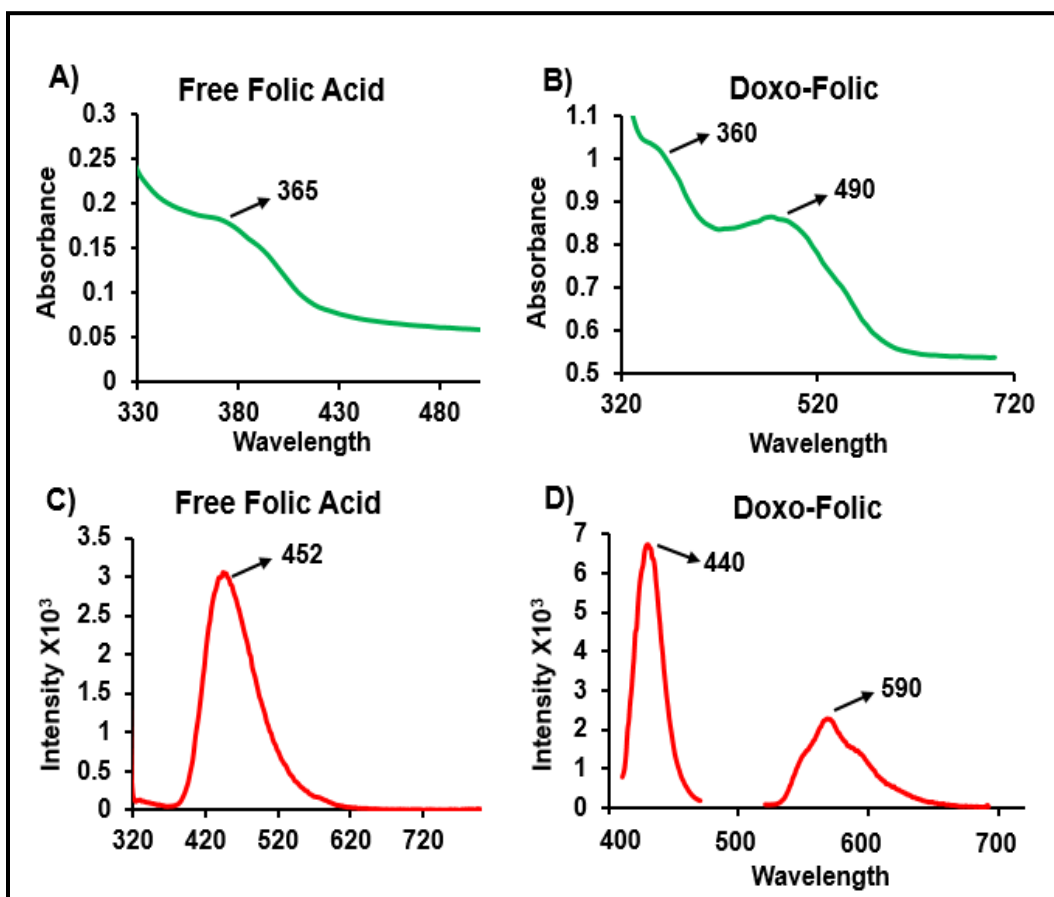 A)
Free Folic Acid
0.3
0.25
0.2
0.15
0.1
0.05
0
Absorbance
365
330 380 430 480
Wavelength
B)
Doxo-Folic
1.1
1
0.9
0.8
0.7
0.6
0.5
Absorbance
360
490
320 520 720
Wavelength
C)
Free Folic Acid
3.5
3
2.5
2
1.5
1
0.5
0
Intensity X10³
452
320 420 520 620 720
D)
Doxo-Folic
7
6
5
4
3
2
1
0
Intensity X10³
440
590
400 500 600 700
Wavelength